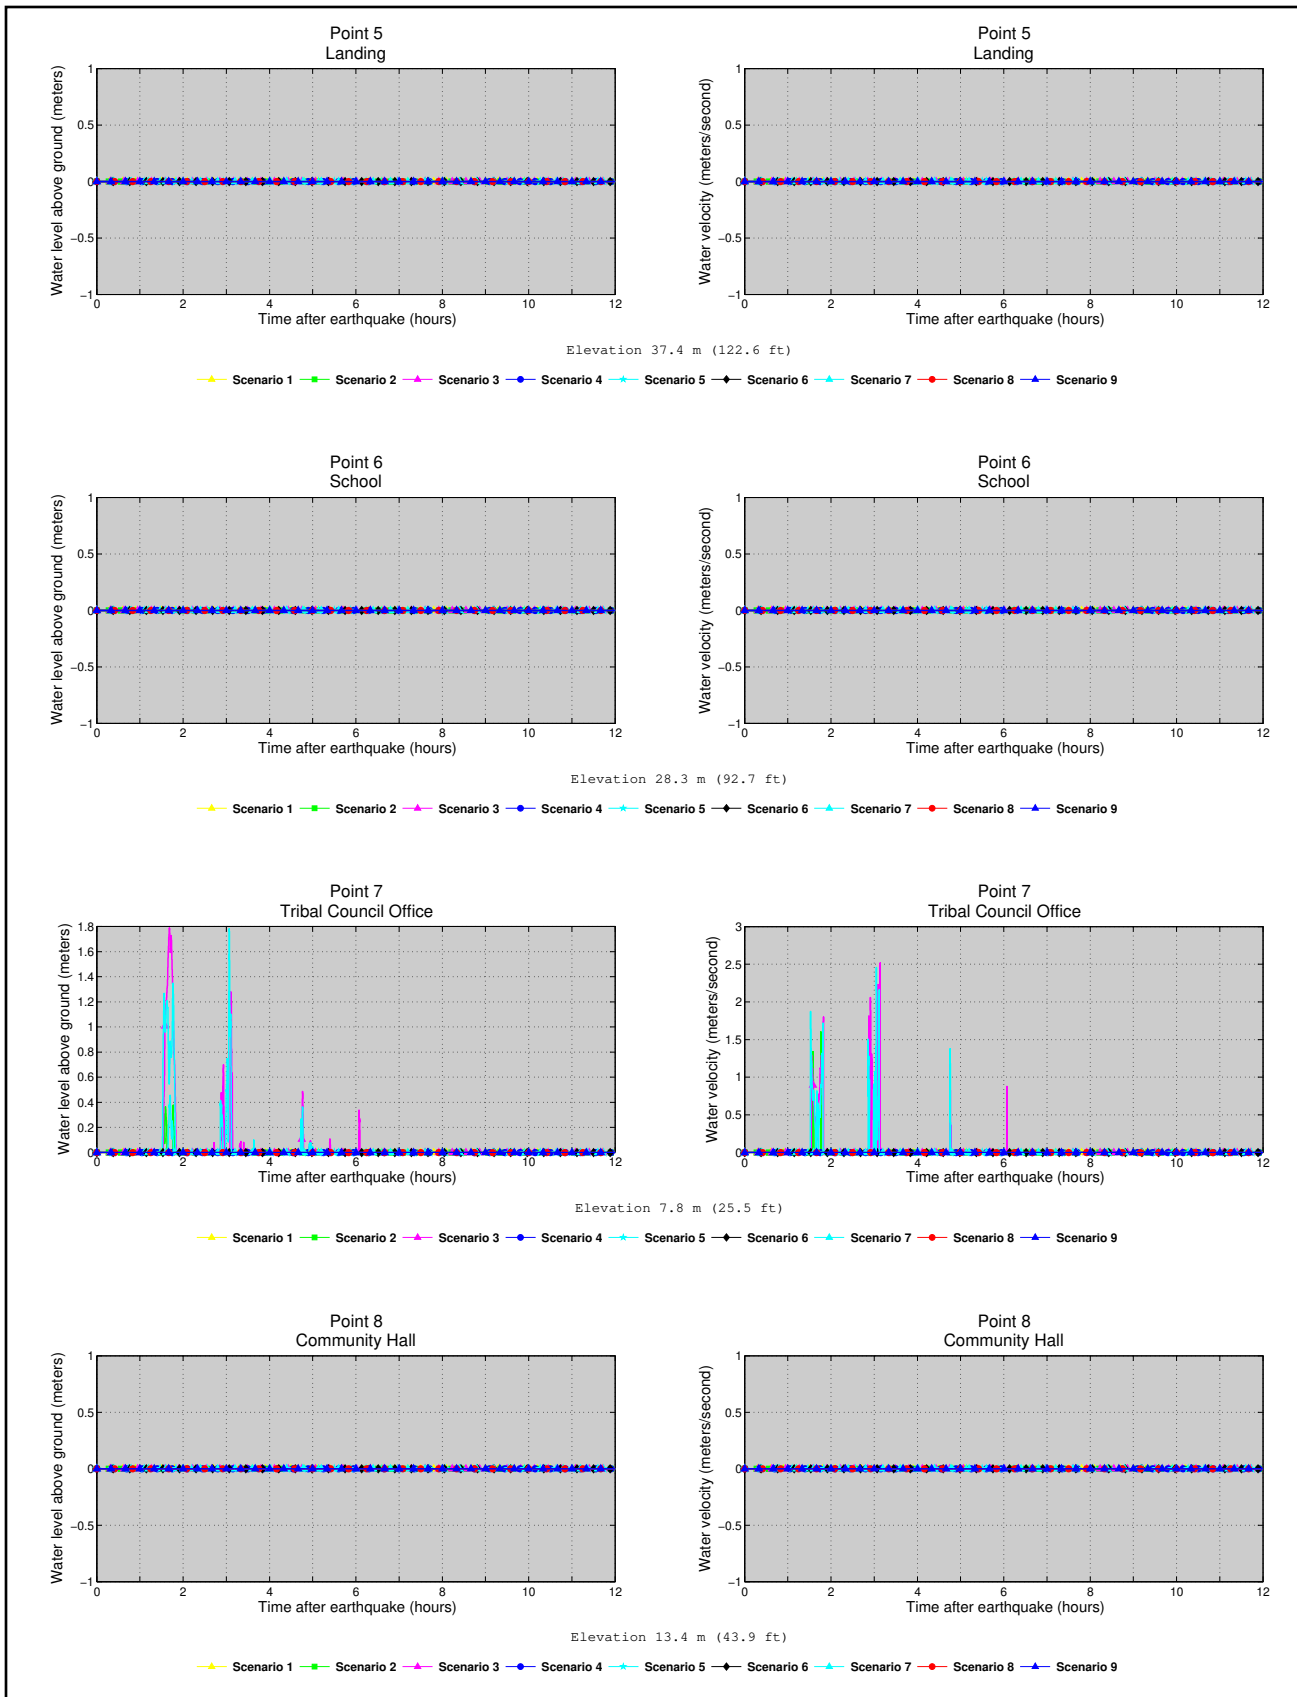 Point 5
Landing
Water level above ground (meters)
1
0.5
0
−0.5
−1
0 2 4 6 8 10 12
Time after earthquake (hours)
Point 5
Landing
Water velocity (meters/second)
1
0.5
0
−0.5
−1
0 2 4 6 8 10 12
Time after earthquake (hours)
Elevation 37.4 m (122.6 ft)
Scenario 1 Scenario 2 Scenario 3 Scenario 4 Scenario 5 Scenario 6 Scenario 7 Scenario 8 Scenario 9
Point 6
School
Water level above ground (meters)
1
0.5
0
−0.5
−1
0 2 4 6 8 10 12
Time after earthquake (hours)
Point 6
School
Water velocity (meters/second)
1
0.5
0
−0.5
−1
0 2 4 6 8 10 12
Time after earthquake (hours)
Elevation 28.3 m (92.7 ft)
Scenario 1 Scenario 2 Scenario 3 Scenario 4 Scenario 5 Scenario 6 Scenario 7 Scenario 8 Scenario 9
Point 7
Tribal Council Office
Water level above ground (meters)
1.8
1.6
1.4
1.2
1
0.8
0.6
0.4
0.2
0
0 2 4 6 8 10 12
Time after earthquake (hours)
Point 7
Tribal Council Office
Water velocity (meters/second)
3
2.5
2
1.5
1
0.5
0
0 2 4 6 8 10 12
Time after earthquake (hours)
Elevation 7.8 m (25.5 ft)
Scenario 1 Scenario 2 Scenario 3 Scenario 4 Scenario 5 Scenario 6 Scenario 7 Scenario 8 Scenario 9
Point 8
Community Hall
Water level above ground (meters)
1
0.5
0
−0.5
−1
0 2 4 6 8 10 12
Time after earthquake (hours)
Point 8
Community Hall
Water velocity (meters/second)
1
0.5
0
−0.5
−1
0 2 4 6 8 10 12
Time after earthquake (hours)
Elevation 13.4 m (43.9 ft)
Scenario 1 Scenario 2 Scenario 3 Scenario 4 Scenario 5 Scenario 6 Scenario 7 Scenario 8 Scenario 9